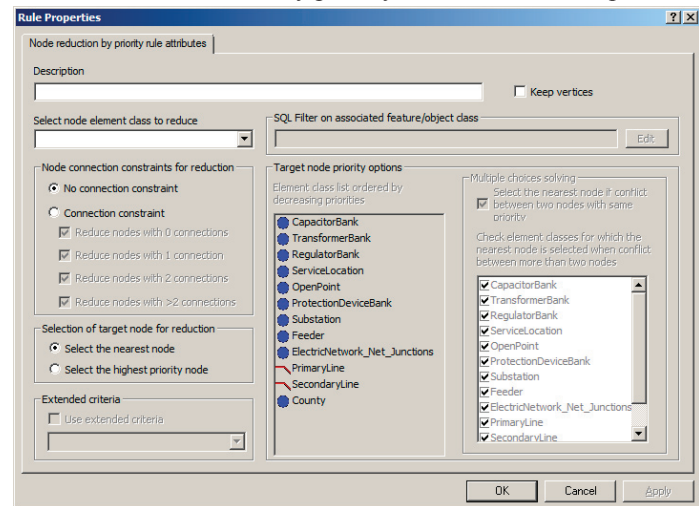 Rule Properties
Node reduction by priority rule attributes
Description
Keep vertices
Select node element class to reduce
SQL Filter on associated feature/object class
Edit
Node connection constraints for reduction
No connection constraint
Connection constraint
Reduce nodes with 0 connections
Reduce nodes with 1 connection
Reduce nodes with 2 connections
Reduce nodes with >2 connections
Selection of target node for reduction
Select the nearest node
Select the highest priority node
Extended criteria
Use extended criteria
Target node priority options
Element class list ordered by
decreasing priorities
CapacitorBank
TransformerBank
RegulatorBank
ServiceLocation
OpenPoint
ProtectionDeviceBank
Substation
Feeder
ElectricNetwork_Net_Junctions
PrimaryLine
SecondaryLine
County
Multiple choices solving
Select the nearest node if conflict
between two nodes with same
priority
Check element classes for which the
nearest node is selected when conflict
between more than two nodes
CapacitorBank
TransformerBank
RegulatorBank
ServiceLocation
OpenPoint
ProtectionDeviceBank
Substation
Feeder
ElectricNetwork_Net_Junctions
PrimaryLine
SecondaryLine
OK
Cancel
Apply